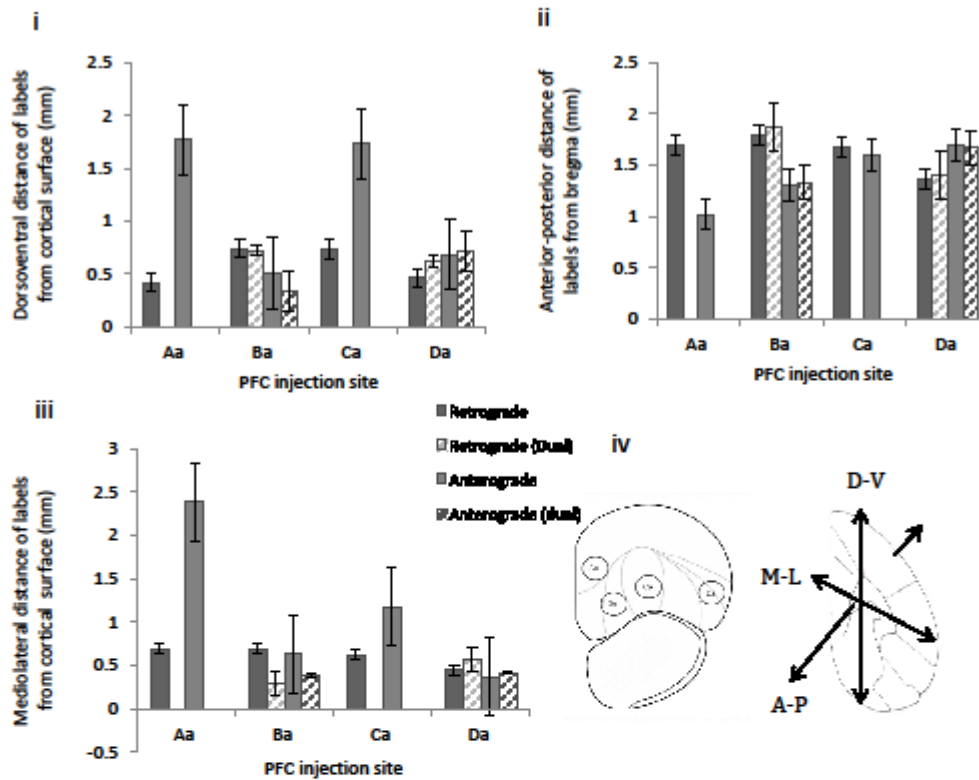 i
Dorsoventral distance of labels
from cortical surface (mm)
2.5
2
1.5
1
0.5
0
Aa
Ba
Ca
Da
PFC injection site
ii
Anterior-posterior distance of
labels from bregma (mm)
2.5
2
1.5
1
0.5
0
Aa
Ba
Ca
Da
PFC injection site
iii
Mediolateral distance of labels
from cortical surface (mm)
3
2.5
2
1.5
1
0.5
0
-0.5
Aa
Ba
Ca
Da
PFC injection site
Retrograde
Retrograde (Dual)
Anterograde
Anterograde (dual)
iv
D-V
M-L
A-P